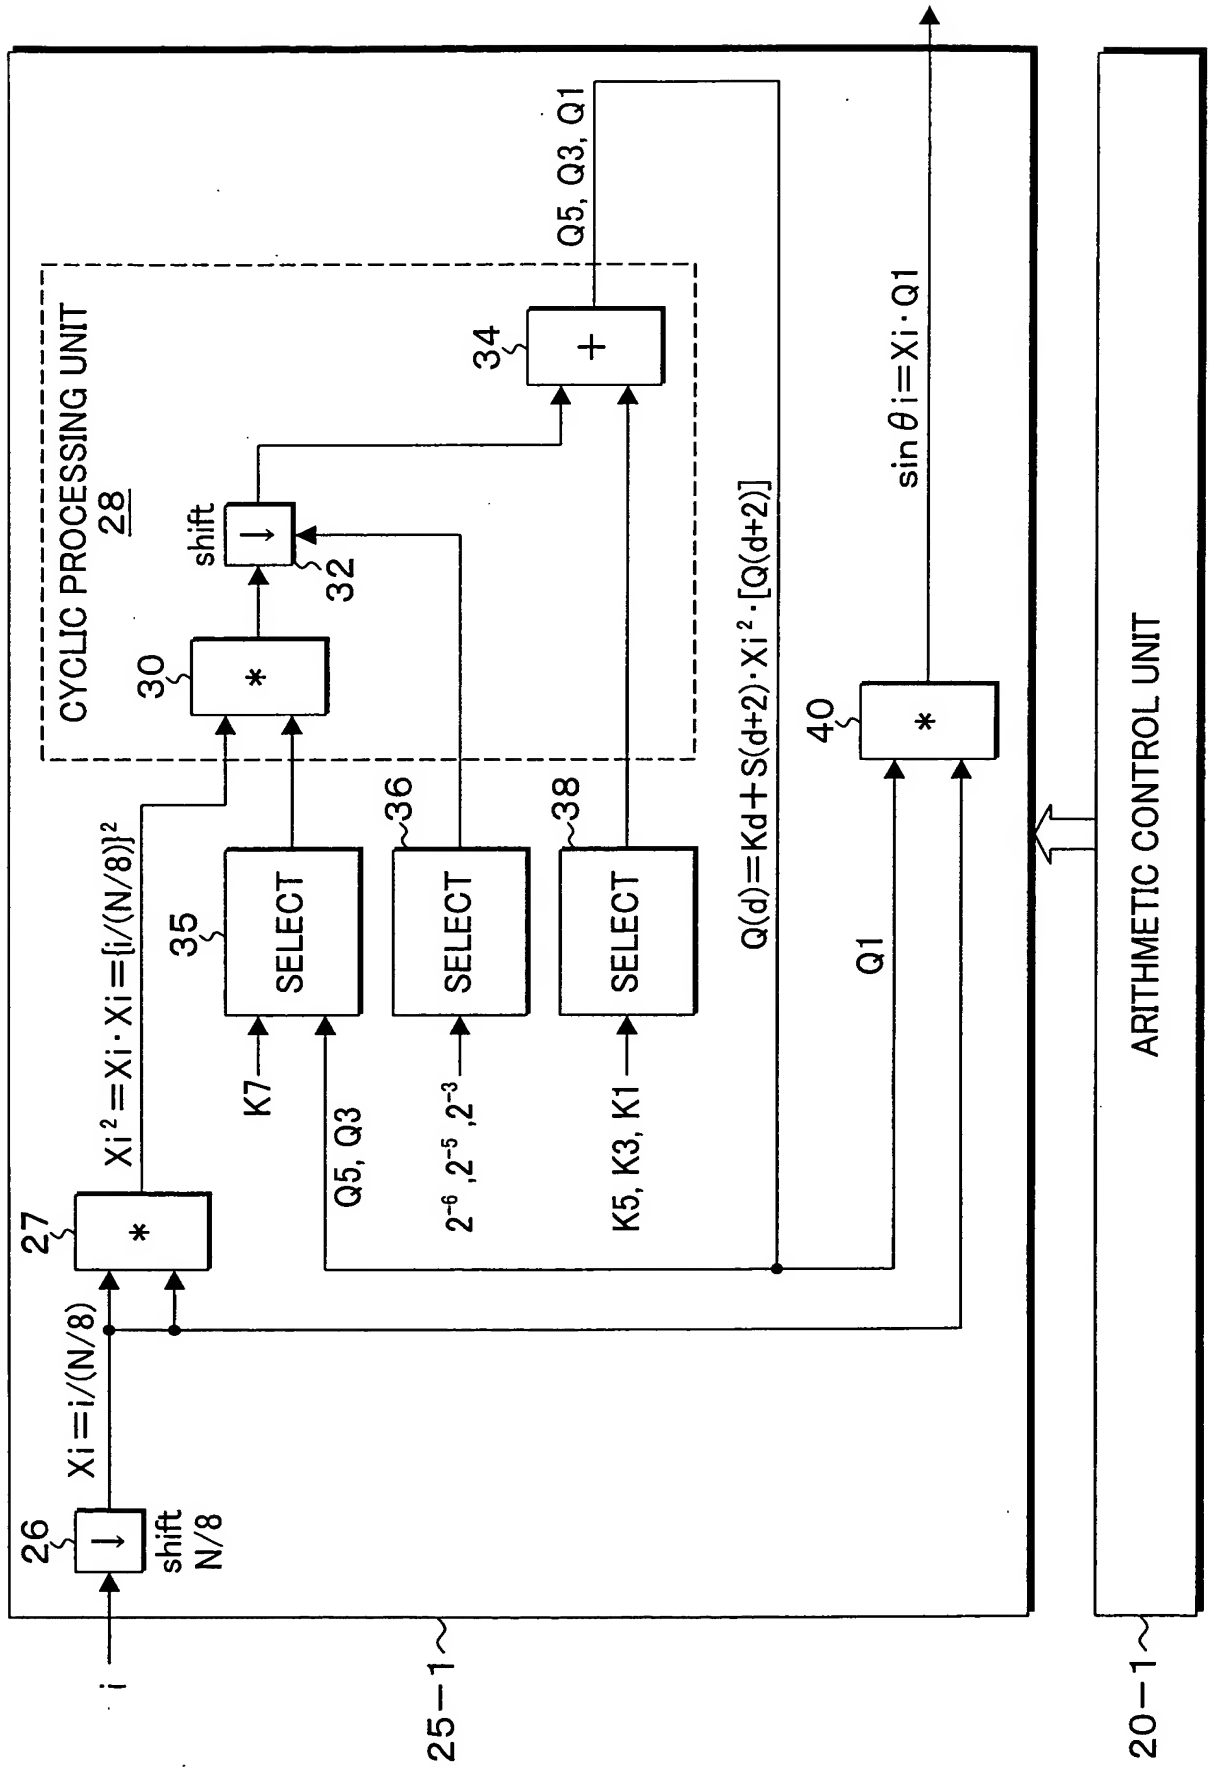 i
26
shift
N/8
Xi=i/(N/8)
27
*
Xi²=Xi·Xi={i/(N/8)}²
CYCLIC PROCESSING UNIT
28
30
*
shift
32
34
+
Q5, Q3, Q1
K7
Q5, Q3
35
SELECT
2⁻⁶, 2⁻⁵, 2⁻³
36
SELECT
K5, K3, K1
38
SELECT
Q(d)=Kd+S(d+2)·Xi²·[Q(d+2)]
Q1
40
*
sinθi=Xi·Q1
25-1
ARITHMETIC CONTROL UNIT
20-1